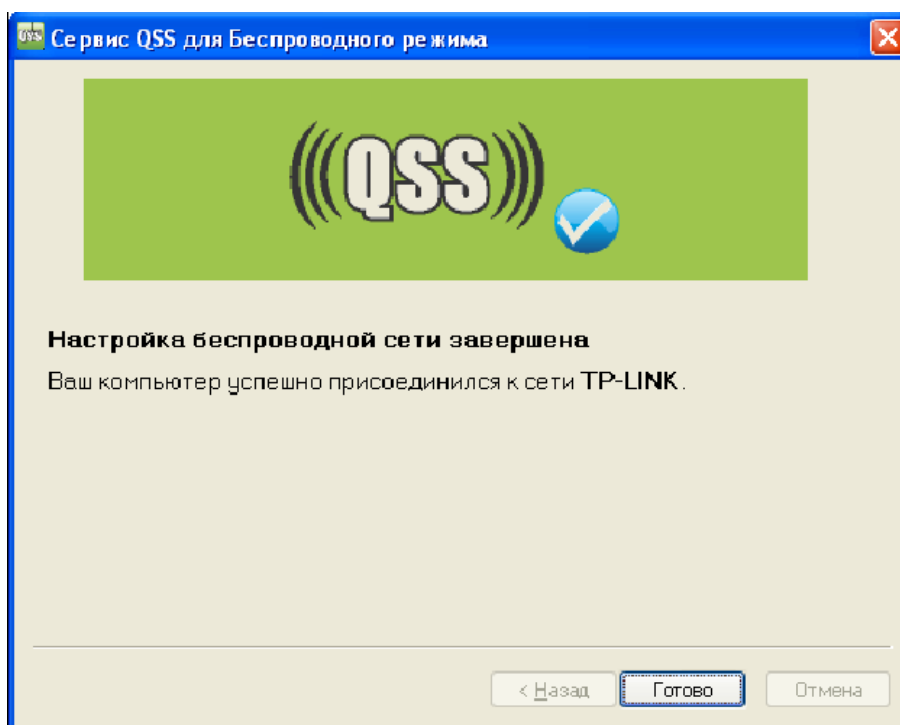 Сервис QSS для Беспроводного режима
(((QSS)))
Настройка беспроводной сети завершена
Ваш компьютер успешно присоединился к сети TP-LINK.
< Назад Готово Отмена